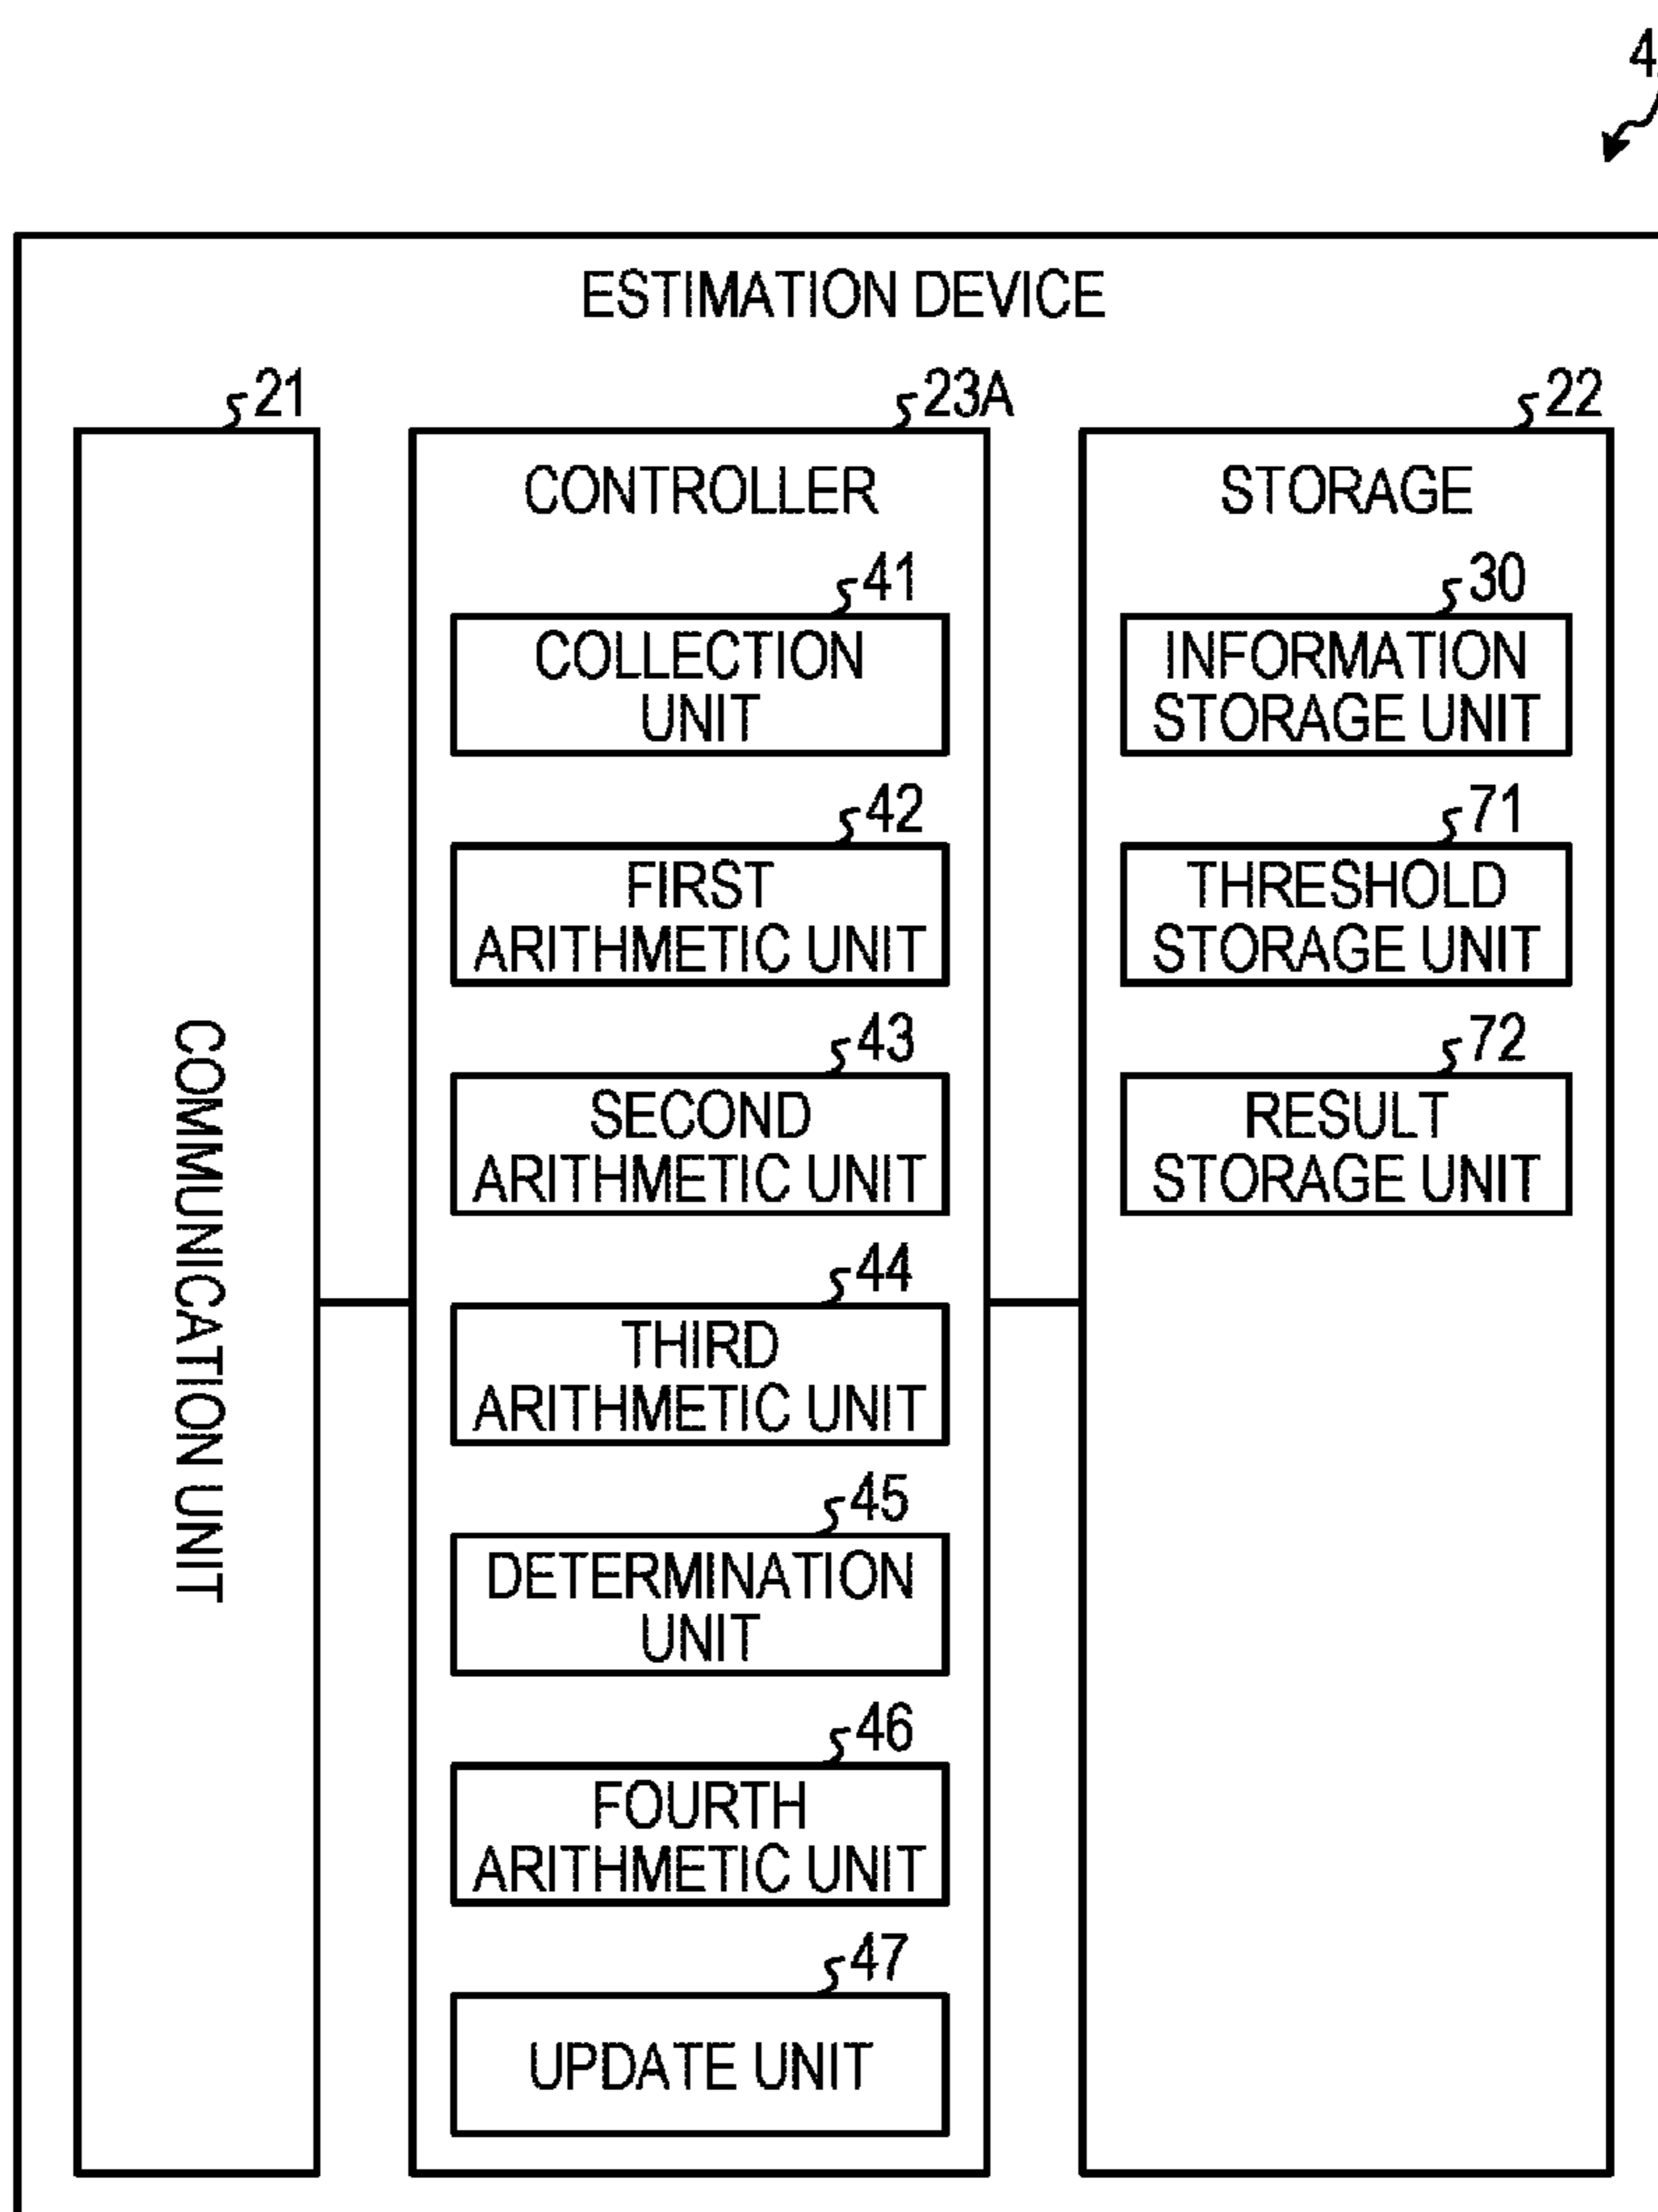 ESTIMATION DEVICE
21
COMMUNICATION UNIT
23A
CONTROLLER
41
COLLECTION
UNIT
42
FIRST
ARITHMETIC UNIT
43
SECOND
ARITHMETIC UNIT
44
THIRD
ARITHMETIC UNIT
45
DETERMINATION
UNIT
46
FOURTH
ARITHMETIC UNIT
47
UPDATE UNIT
22
STORAGE
30
INFORMATION
STORAGE UNIT
71
THRESHOLD
STORAGE UNIT
72
RESULT
STORAGE UNIT